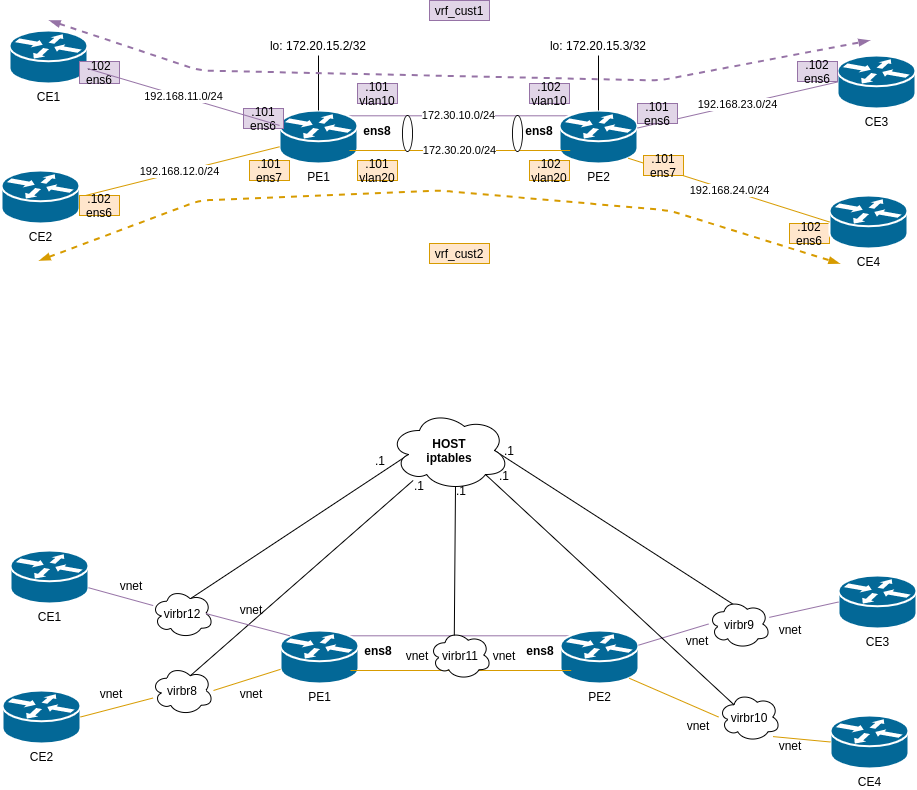 vrf_cust1
lo: 172.20.15.2/32
lo: 172.20.15.3/32
.102
ens6
CE1
192.168.11.0/24
.101
ens6
.101
vlan10
172.30.10.0/24
.102
vlan10
.101
ens6
192.168.23.0/24
.102
ens6
CE3
ens8
ens8
172.30.20.0/24
192.168.12.0/24
.101
ens7
PE1
.101
vlan20
.102
vlan20
PE2
.101
ens7
192.168.24.0/24
.102
ens6
CE2
.102
ens6
CE4
vrf_cust2
HOST
iptables
.1
.1
.1
.1
.1
CE1
vnet
virbr12
vnet
PE1
ens8
vnet
virbr11
vnet
ens8
PE2
vnet
virbr9
vnet
CE3
CE2
vnet
virbr8
vnet
vnet
virbr10
vnet
CE4